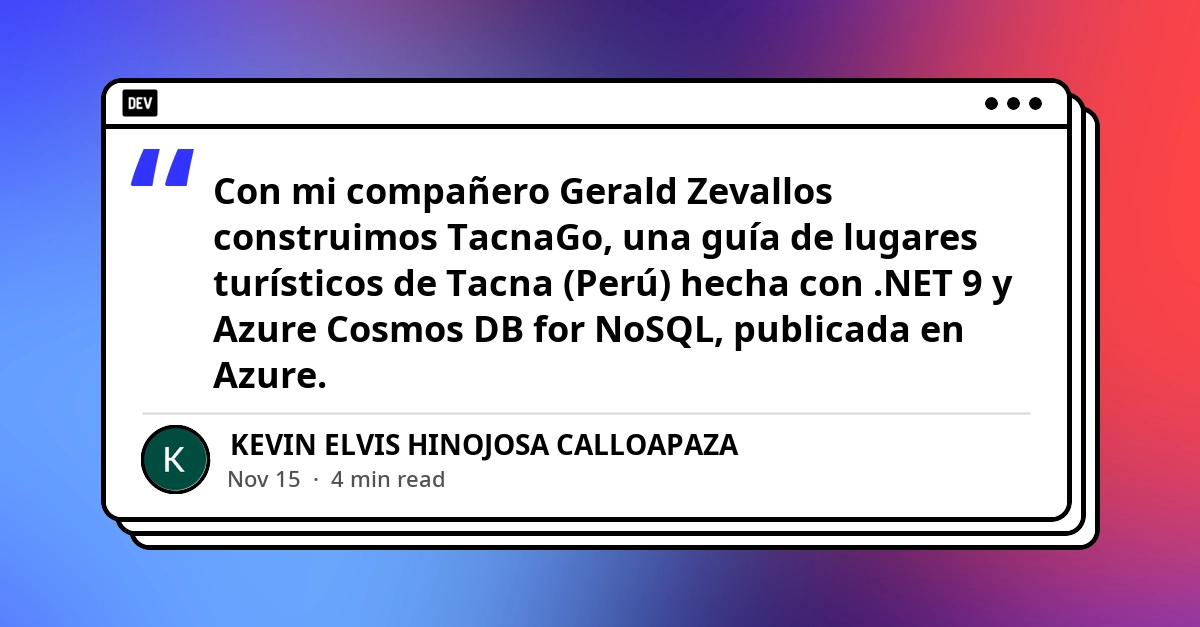 DEV
“
Con mi compañero Gerald Zevallos
construimos TacnaGo, una guía de lugares
turísticos de Tacna (Perú) hecha con .NET 9 y
Azure Cosmos DB for NoSQL, publicada en
Azure.
K
KEVIN ELVIS HINOJOSA CALLOAPAZA
Nov 15 · 4 min read